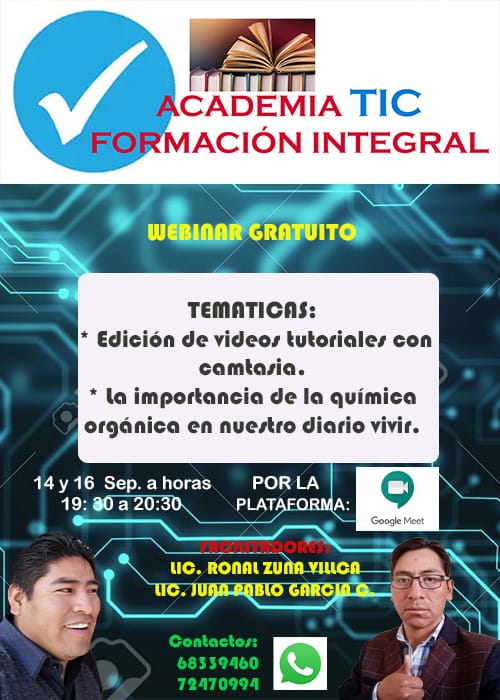 ACADEMIA TIC
FORMACIÓN INTEGRAL
WEBINAR GRATUITO
TEMATICAS:
* Edición de videos tutoriales con
camtasia.
* La importancia de la química
orgánica en nuestro diario vivir.
14 y 16 Sep. a horas
19: 30 a 20:30
POR LA
PLATAFORMA:
Google Meet
FACILITADORES:
LIC. RONAL ZUNA VILLCA
LIC. JUAN PABLO GARCIA C.
Contactos:
68339460
72470994